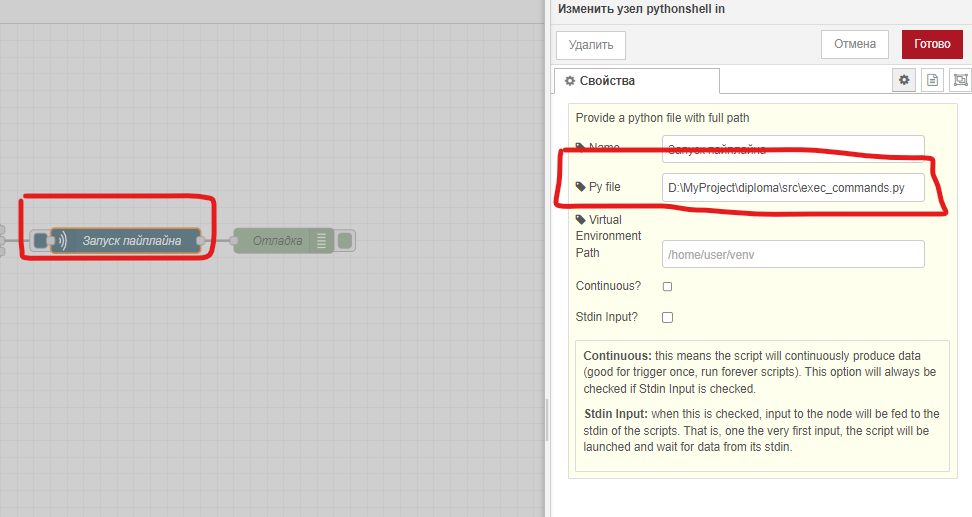 Изменить узел pythonshell in
Удалить
Отмена
Готово
Свойства
Provide a python file with full path
Name
Запуск пайплайна
Py file
D:\MyProject\diploma\src\exec_commands.py
Virtual
Environment
Path
/home/user/venv
Continuous?
Stdin Input?
Continuous: this means the script will continuously produce data
(good for trigger once, run forever scripts). This option will always be
checked if Stdin Input is checked.
Stdin Input: when this is checked, input to the node will be fed to the
stdin of the scripts. That is, one the very first input, the script will be
launched and wait for data from its stdin.
Запуск пайплайна
Отладка